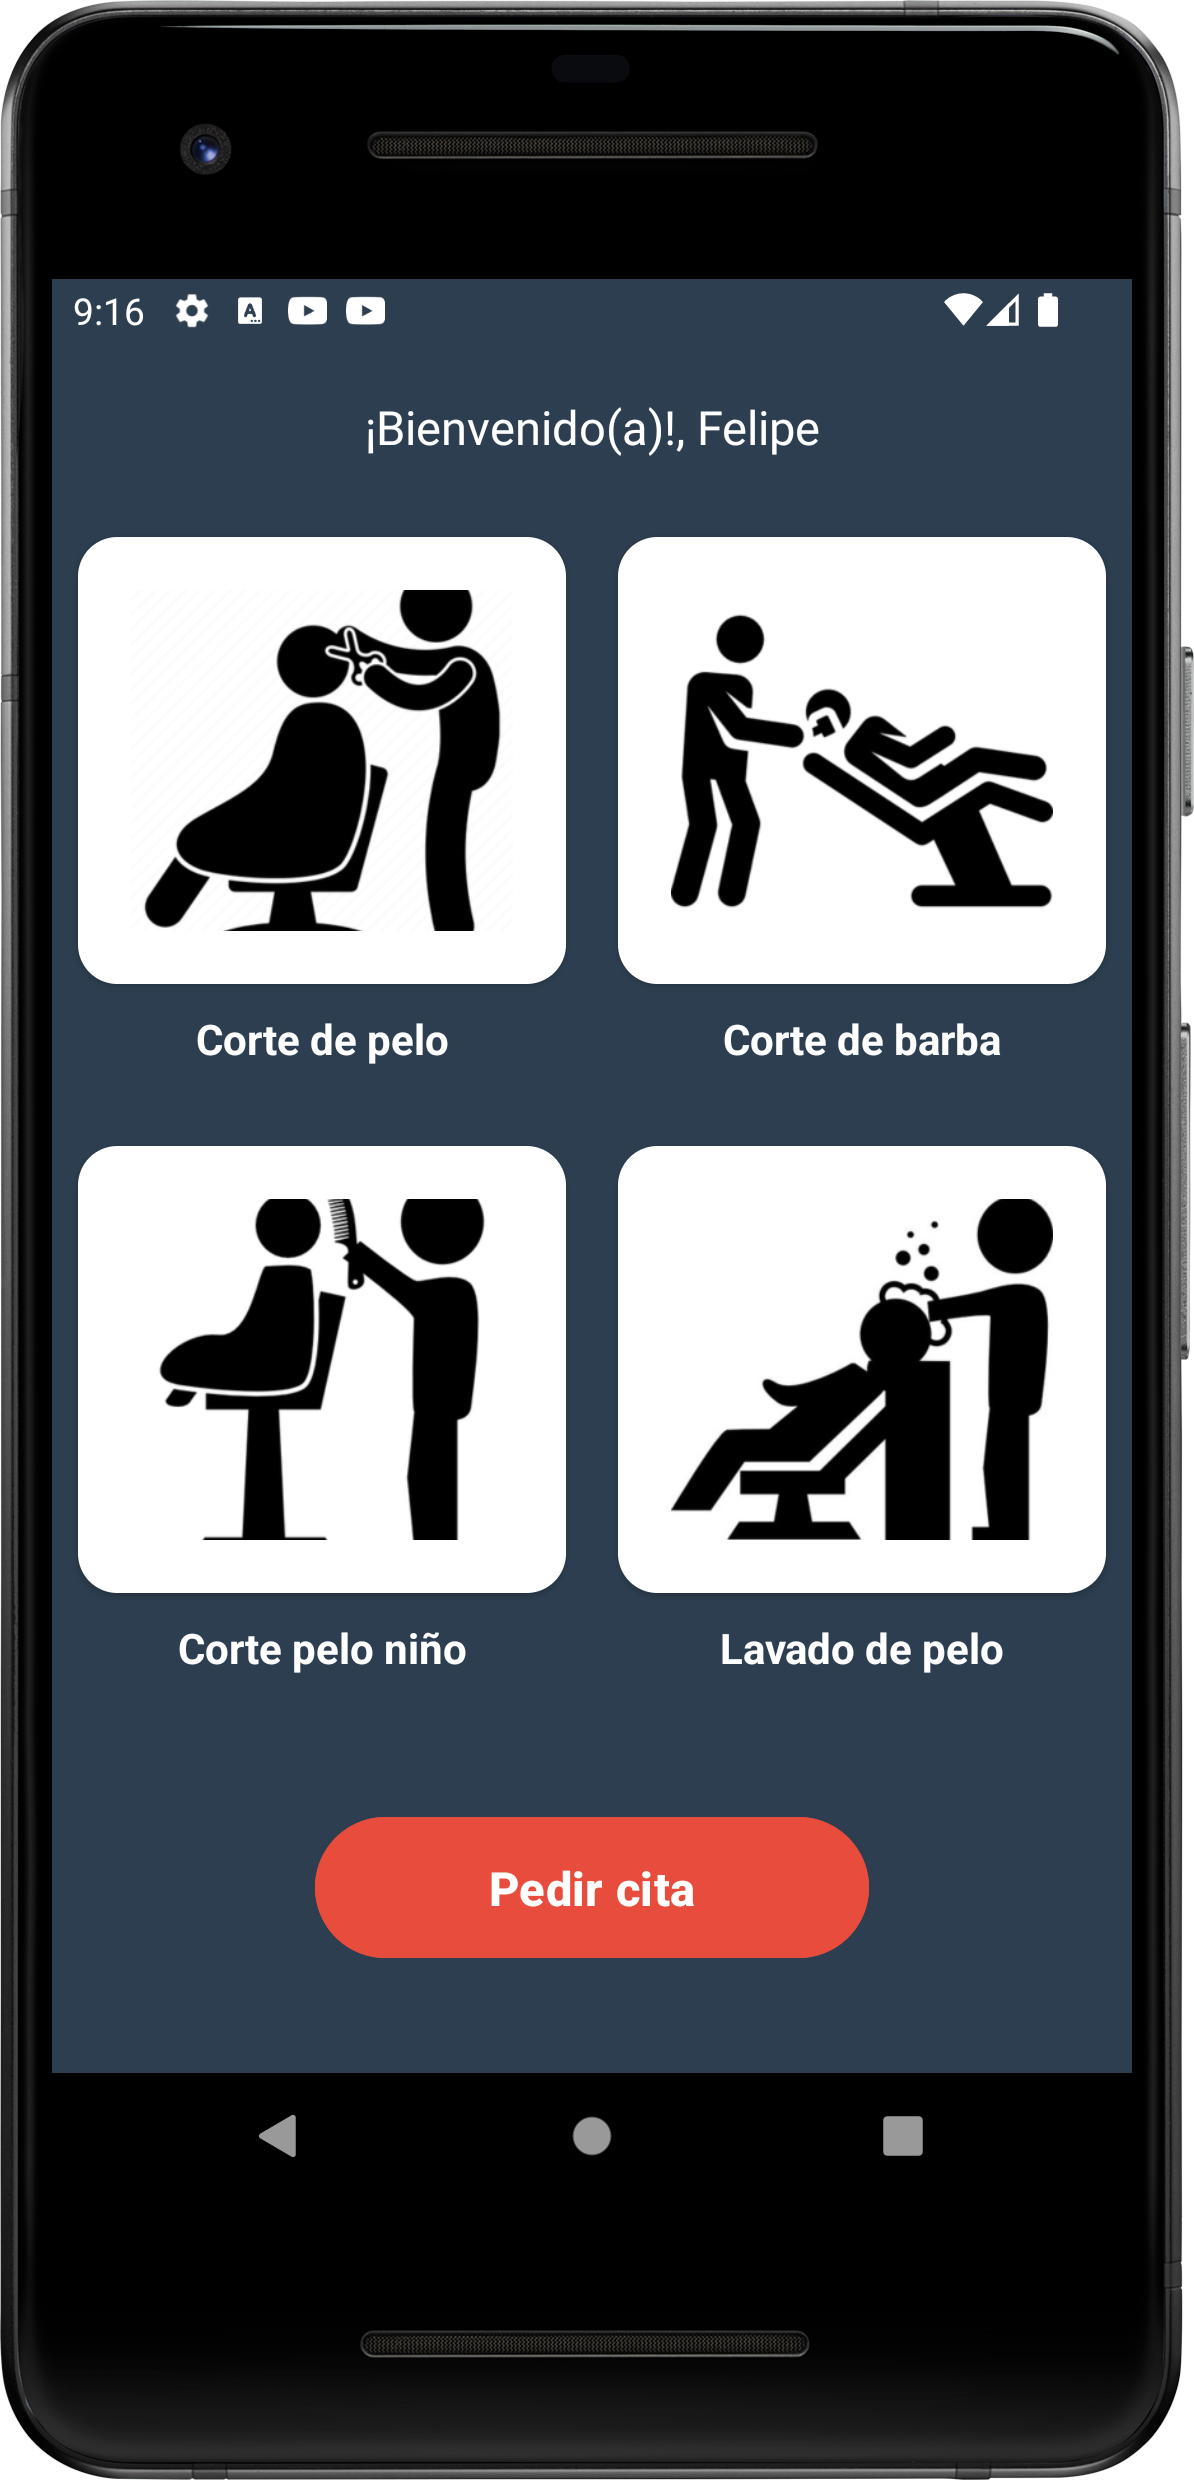 9:16
¡Bienvenido(a)!, Felipe
Corte de pelo
Corte de barba
Corte pelo niño
Lavado de pelo
Pedir cita